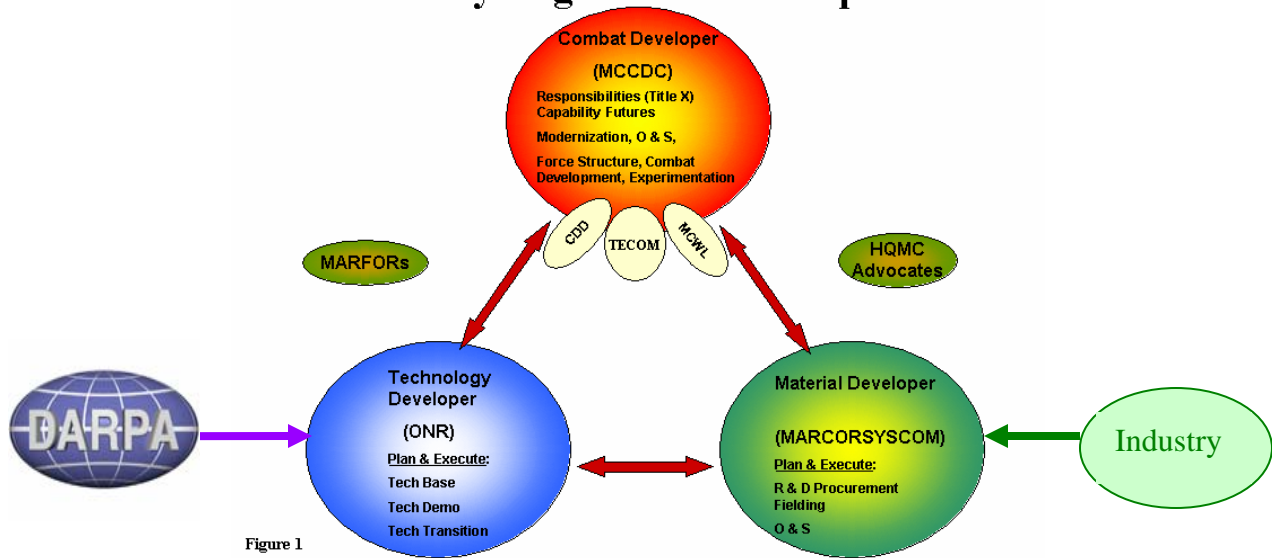 Combat Developer
(MCCDC)
Responsibilities (Title X)
Capability Futures
Modernization, O & S,
Force Structure, Combat
Development, Experimentation
CDD
TECOM
MCWL
MARFORs
HQMC
Advocates
DARPA
Technology
Developer
(ONR)
Plan & Execute:
Tech Base
Tech Demo
Tech Transition
Material Developer
(MARCORSYSCOM)
Plan & Execute:
R & D Procurement
Fielding
O & S
Industry
Figure 1